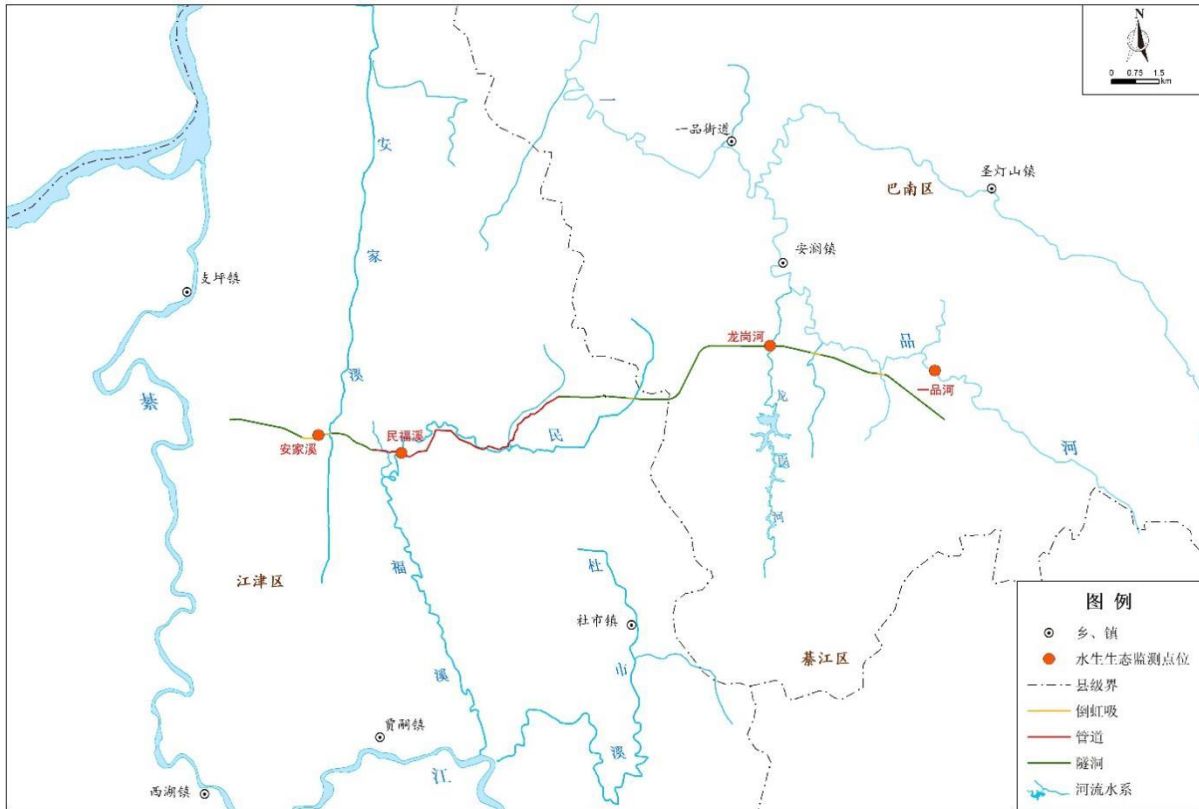 N
0 0.75 1.5
km
一
一品街道
安
巴南区
圣灯山镇
家
安澜镇
支坪镇
龙岗河
品
一品河
溪
綦
民福溪
民
安家溪
龙
岗
河
河
江津区
福
杜
杜市镇
綦江区
市
溪
贾嗣镇
溪
江
西湖镇
图 例
乡、镇
水生生态监测点位
县级界
倒虹吸
管道
隧洞
河流水系